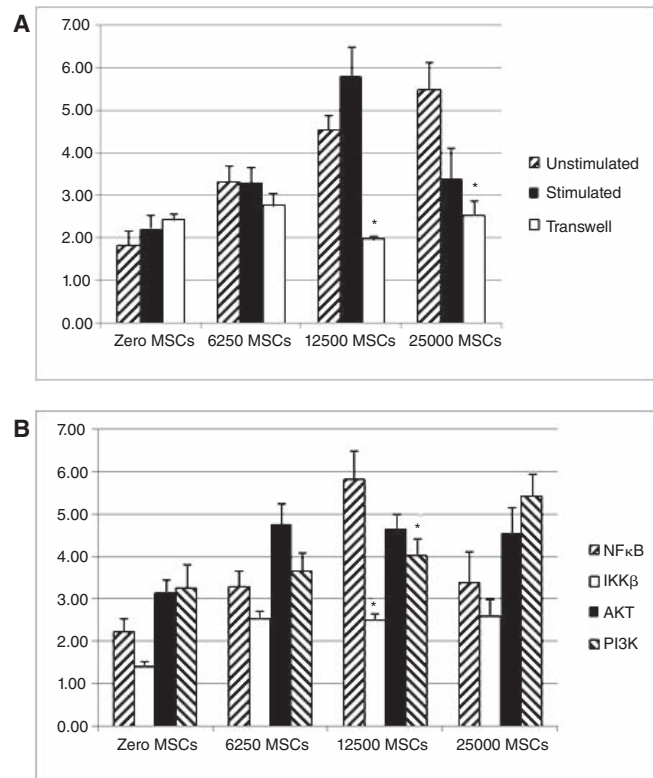 A
7.00
6.00
5.00
4.00
3.00
2.00
1.00
0.00
*
*
Zero MSCs 6250 MSCs 12500 MSCs 25000 MSCs
Unstimulated
Stimulated
Transwell
B
7.00
6.00
5.00
4.00
3.00
2.00
1.00
0.00
*
*
Zero MSCs 6250 MSCs 12500 MSCs 25000 MSCs
NFκB
IKKβ
AKT
PI3K